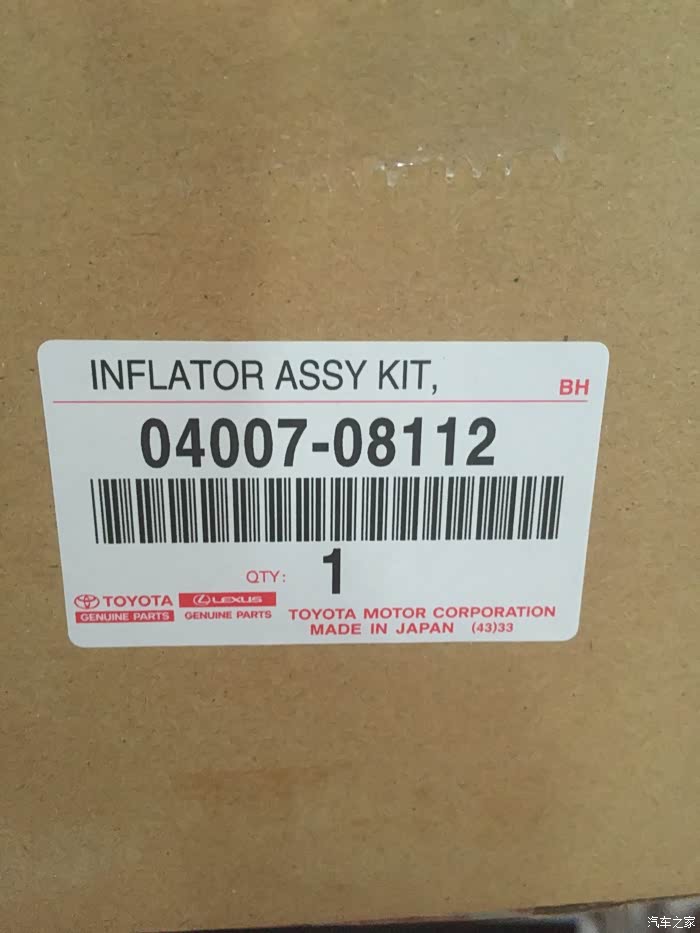 INFLATOR ASSY KIT,
BH
04007-08112
QTY: 1
TOYOTA
GENUINE PARTS
LEXUS
GENUINE PARTS
TOYOTA MOTOR CORPORATION
MADE IN JAPAN (43)33
汽车之家